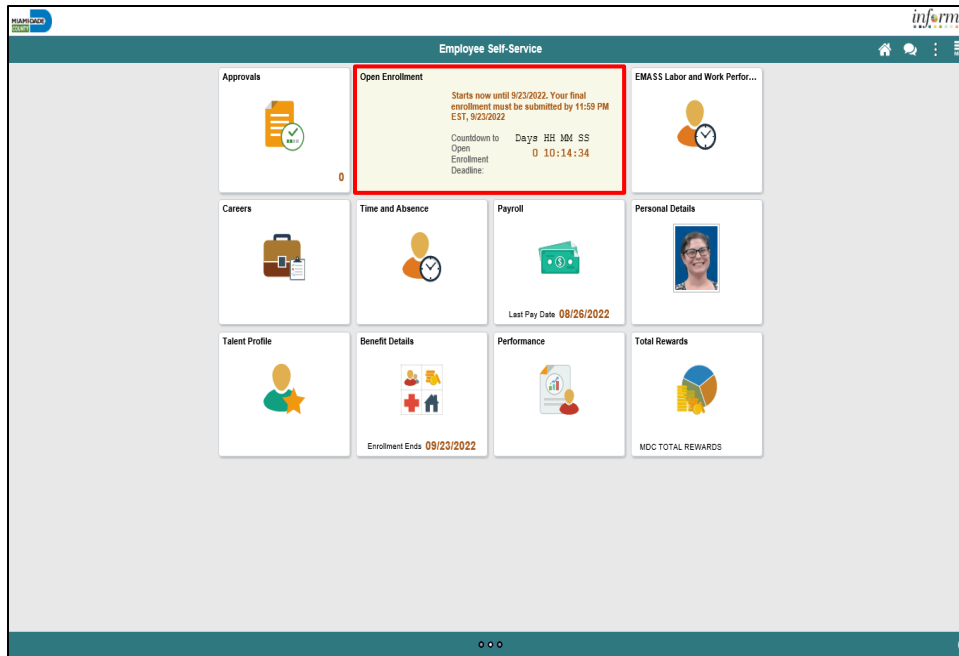 MIAMI-DADE
COUNTY
inform
Employee Self-Service
Approvals
0
Open Enrollment
Starts now until 9/23/2022. Your final
enrollment must be submitted by 11:59 PM
EST, 9/23/2022
Countdown to
Open
Enrollment
Deadline:
Days HH MM SS
0 10:14:34
EMASS Labor and Work Perfor...
Careers
Time and Absence
Payroll
Last Pay Date 08/26/2022
Personal Details
Talent Profile
Benefit Details
Enrollment Ends 09/23/2022
Performance
Total Rewards
MDC TOTAL REWARDS